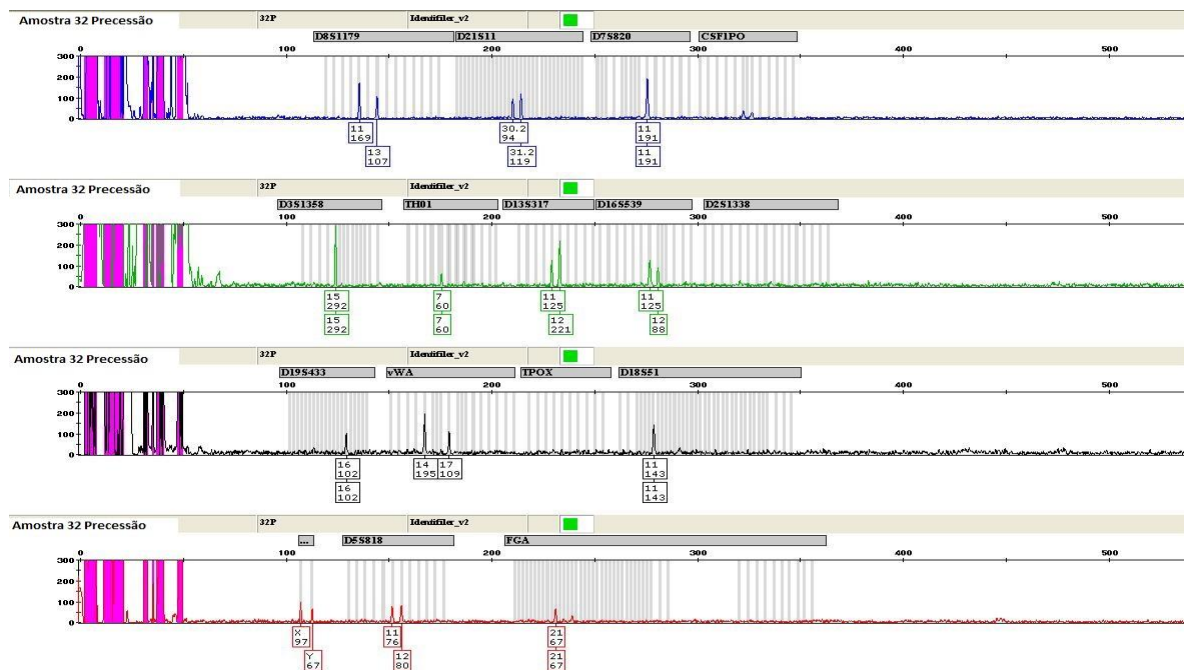 Amostra 32 Precessão 32P Identifiler_v2
D8S1179 D21S11 D7S820 CSF1PO
0 100 200 300 400 500
300
200
100
0
11 30.2 11
169 94 191
13 31.2 11
107 119 191
Amostra 32 Precessão 32P Identifiler_v2
D3S1358 TH01 D13S317 D16S539 D2S1338
0 100 200 300 400 500
300
200
100
0
15 7 11 11
292 60 125 125
15 7 12 12
292 60 221 88
Amostra 32 Precessão 32P Identifiler_v2
D19S433 vWA TPOX D18S51
0 100 200 300 400 500
300
200
100
0
16 14 17 11
102 195 109 143
16 11
102 143
Amostra 32 Precessão 32P Identifiler_v2
... D5S818 FGA
0 100 200 300 400 500
300
200
100
0
X 11 21
97 76 67
Y 12 21
67 80 67